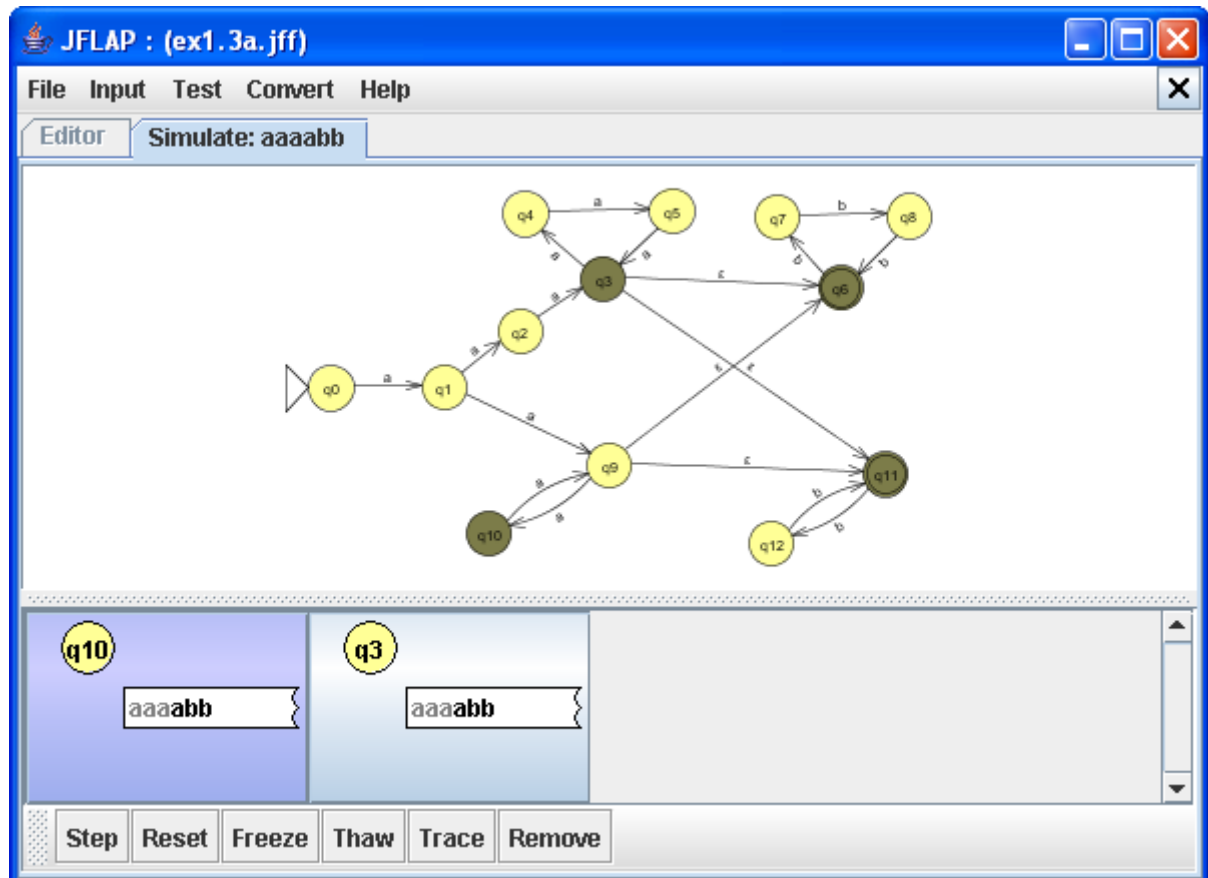 JFLAP : (ex1.3a.jff)
File Input Test Convert Help
Editor Simulate: aaaabb
q4 a q5 q7 b q8
a a b b
q3 ε q6
a
q2
a ε ε
q0 a q1
a
q9 ε q11
a b
a b
q10 q12
q10 q3
aaaabb aaaabb
Step Reset Freeze Thaw Trace Remove